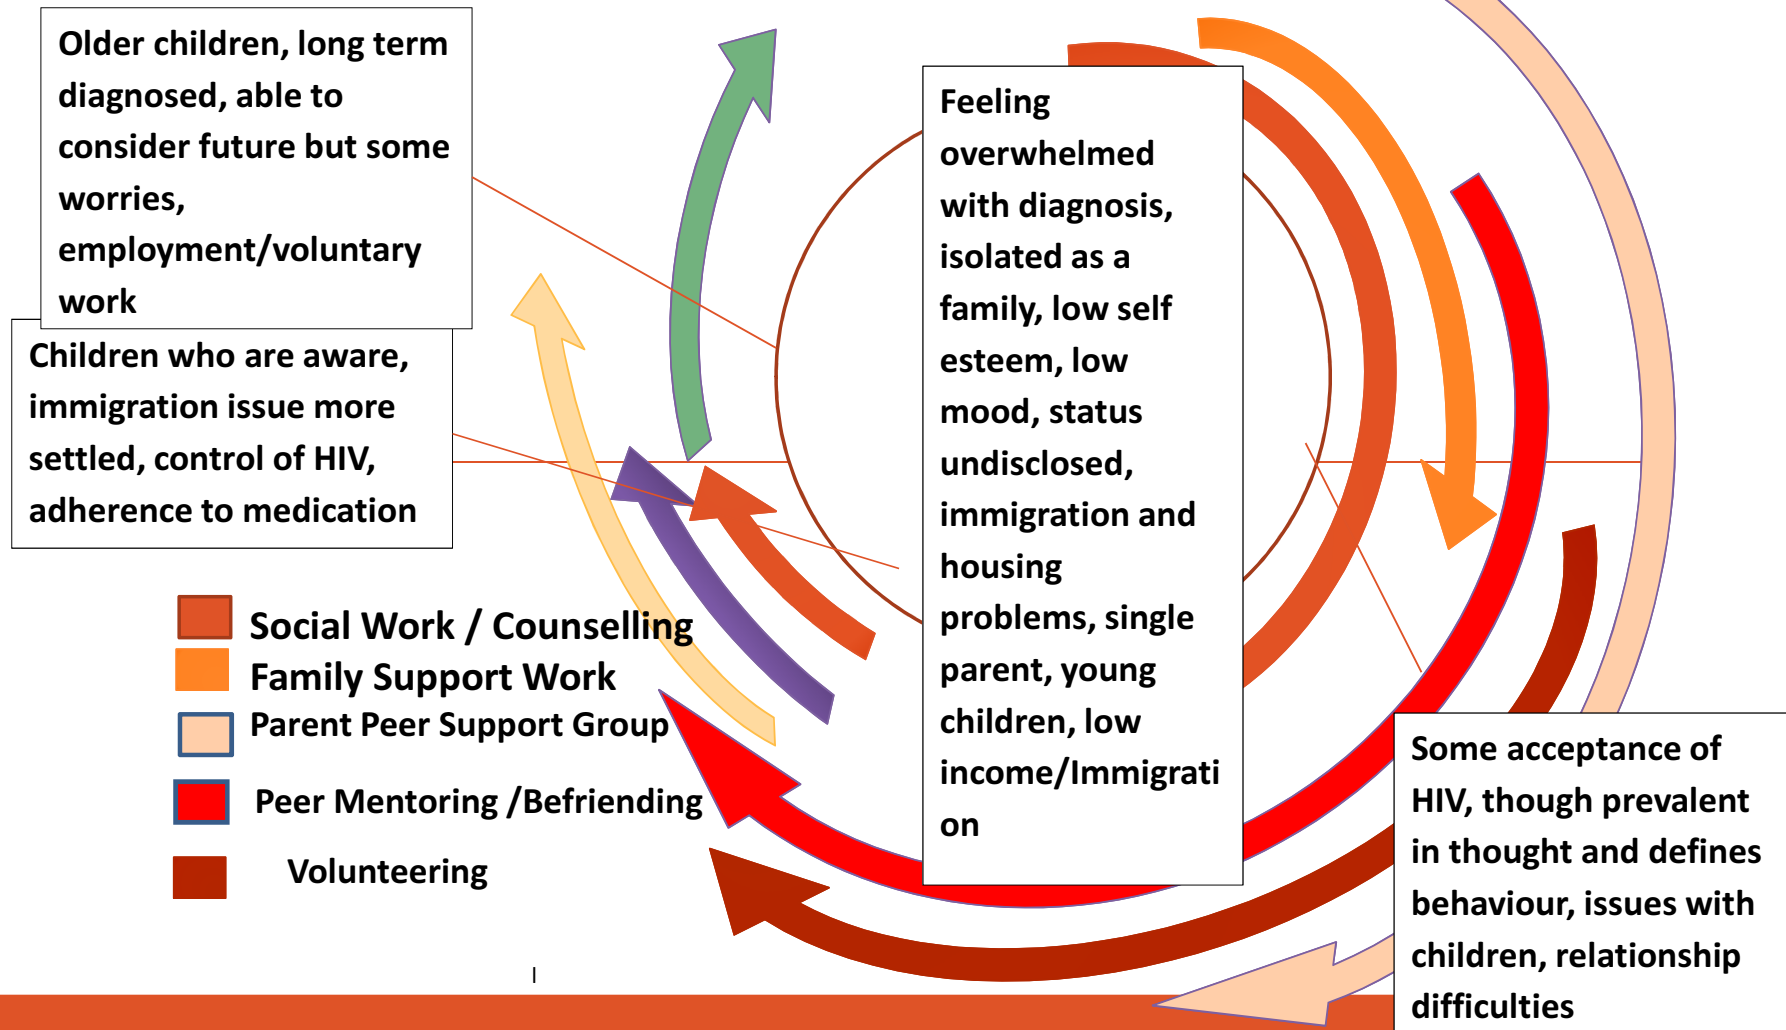 Older children, long term
diagnosed, able to
consider future but some
worries,
employment/voluntary
work
Children who are aware,
immigration issue more
settled, control of HIV,
adherence to medication
Social Work / Counselling
Family Support Work
Parent Peer Support Group
Peer Mentoring /Befriending
Volunteering
Feeling
overwhelmed
with diagnosis,
isolated as a
family, low self
esteem, low
mood, status
undisclosed,
immigration and
housing
problems, single
parent, young
children, low
income/Immigrati
on
Some acceptance of
HIV, though prevalent
in thought and defines
behaviour, issues with
children, relationship
difficulties
I